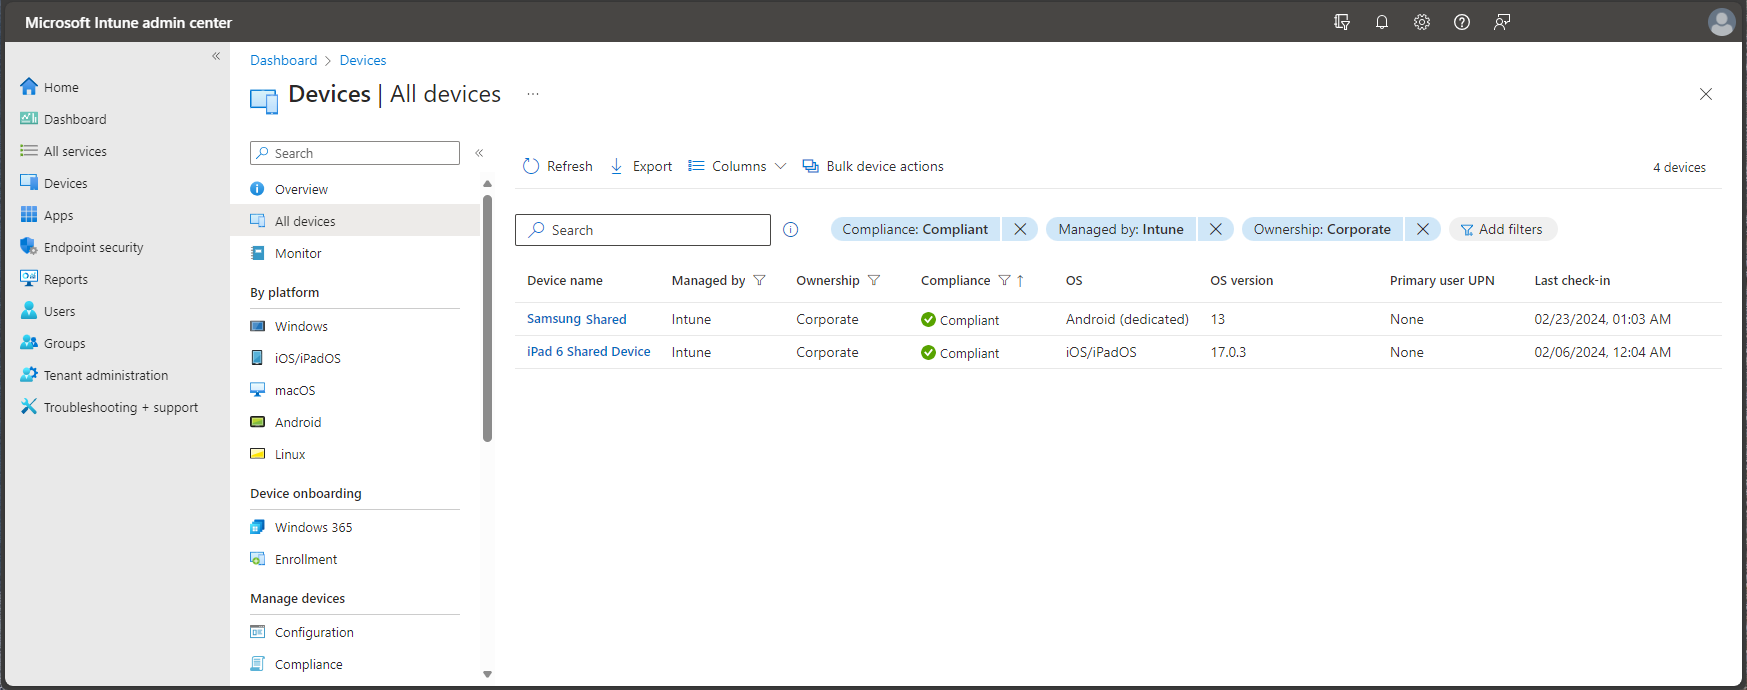 Microsoft Intune admin center
Home
Dashboard
All services
Devices
Apps
Endpoint security
Reports
Users
Groups
Tenant administration
Troubleshooting + support
Dashboard > Devices
Devices | All devices
Search
Overview
All devices
Monitor
By platform
Windows
iOS/iPadOS
macOS
Android
Linux
Device onboarding
Windows 365
Enrollment
Manage devices
Configuration
Compliance
Refresh Export Columns Bulk device actions 4 devices
Search Compliance: Compliant Managed by: Intune Ownership: Corporate Add filters
Device name Managed by Ownership Compliance ↑ OS OS version Primary user UPN Last check-in
Samsung Shared Intune Corporate Compliant Android (dedicated) 13 None 02/23/2024, 01:03 AM
iPad 6 Shared Device Intune Corporate Compliant iOS/iPadOS 17.0.3 None 02/06/2024, 12:04 AM